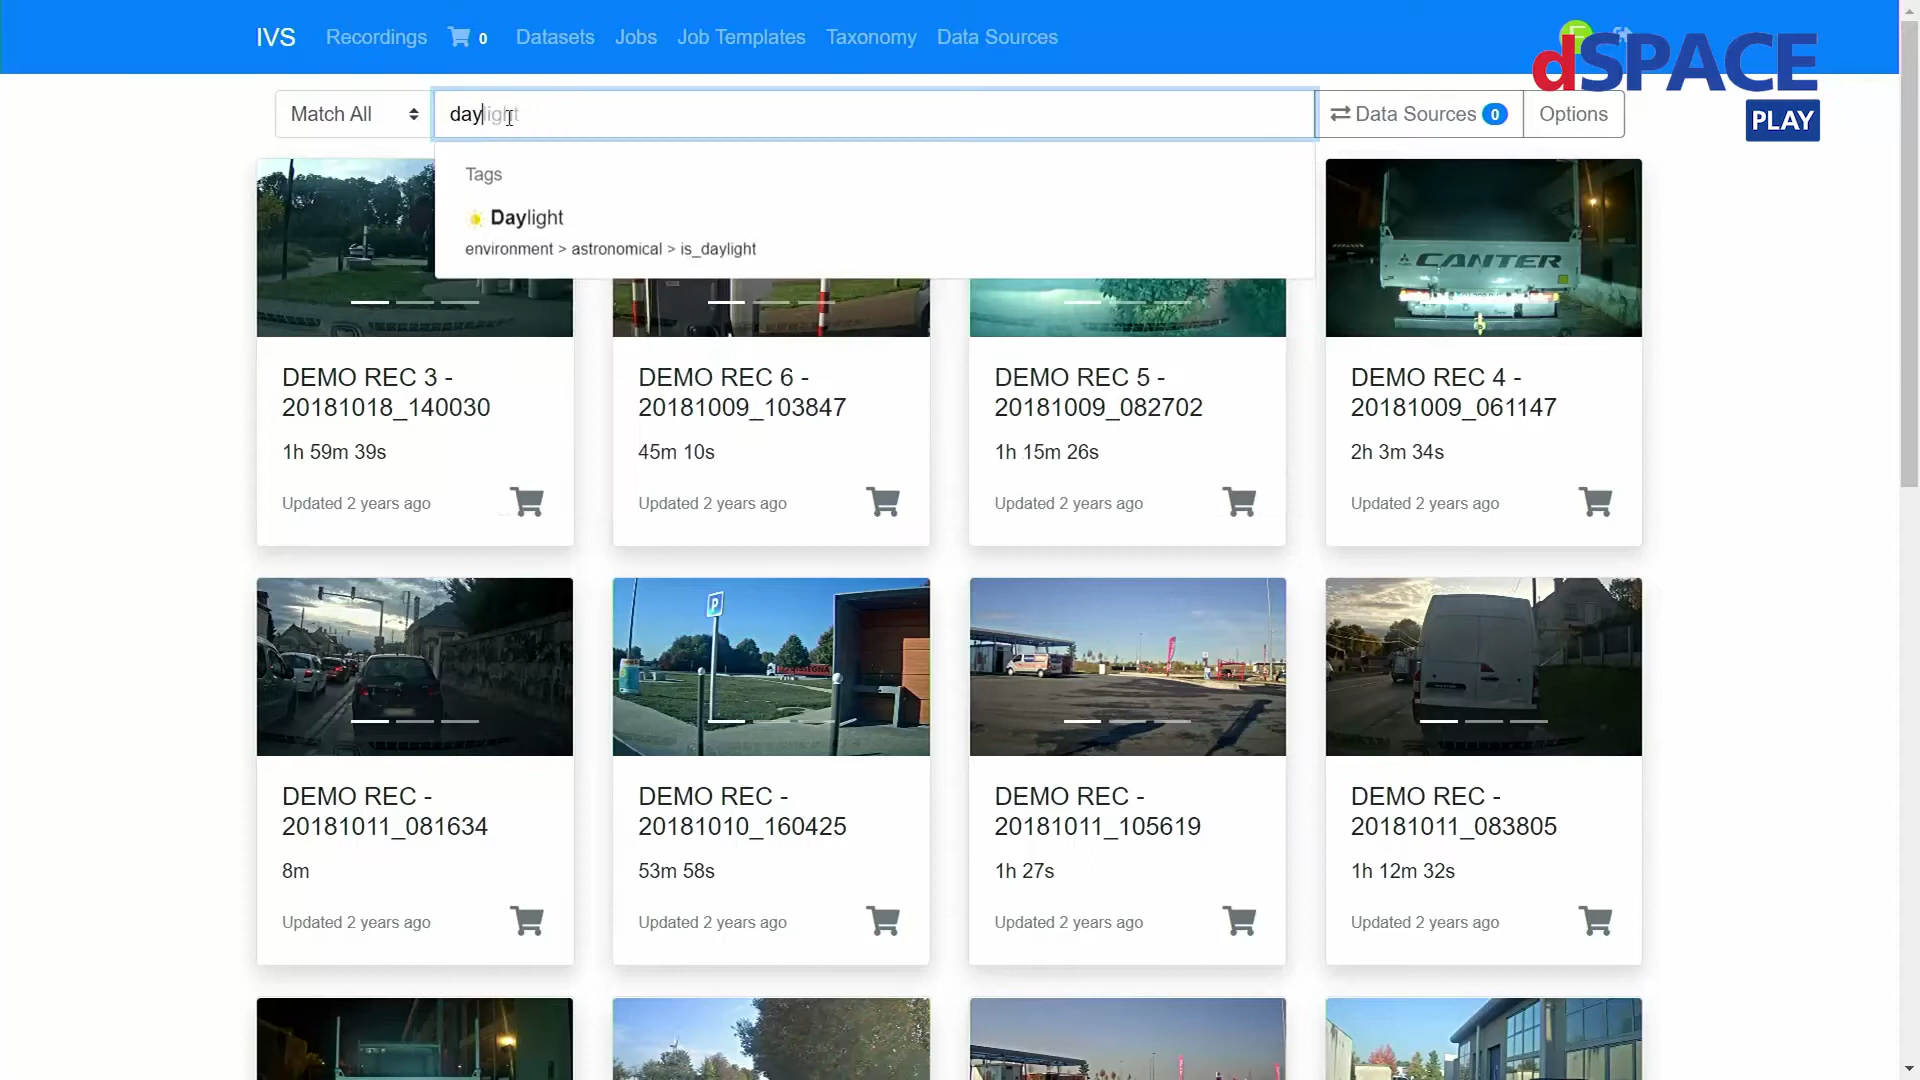 IVS Recordings 0 Datasets Jobs Job Templates Taxonomy Data Sources
dSPACE
PLAY
Match All daylight Data Sources 0 Options
Tags
Daylight
environment > astronomical > is_daylight
CANTER
DEMO REC 3 -
20181018_140030
1h 59m 39s
Updated 2 years ago
DEMO REC 6 -
20181009_103847
45m 10s
Updated 2 years ago
DEMO REC 5 -
20181009_082702
1h 15m 26s
Updated 2 years ago
DEMO REC 4 -
20181009_061147
2h 3m 34s
Updated 2 years ago
P
DEMO REC -
20181011_081634
8m
Updated 2 years ago
DEMO REC -
20181010_160425
53m 58s
Updated 2 years ago
DEMO REC -
20181011_105619
1h 27s
Updated 2 years ago
DEMO REC -
20181011_083805
1h 12m 32s
Updated 2 years ago